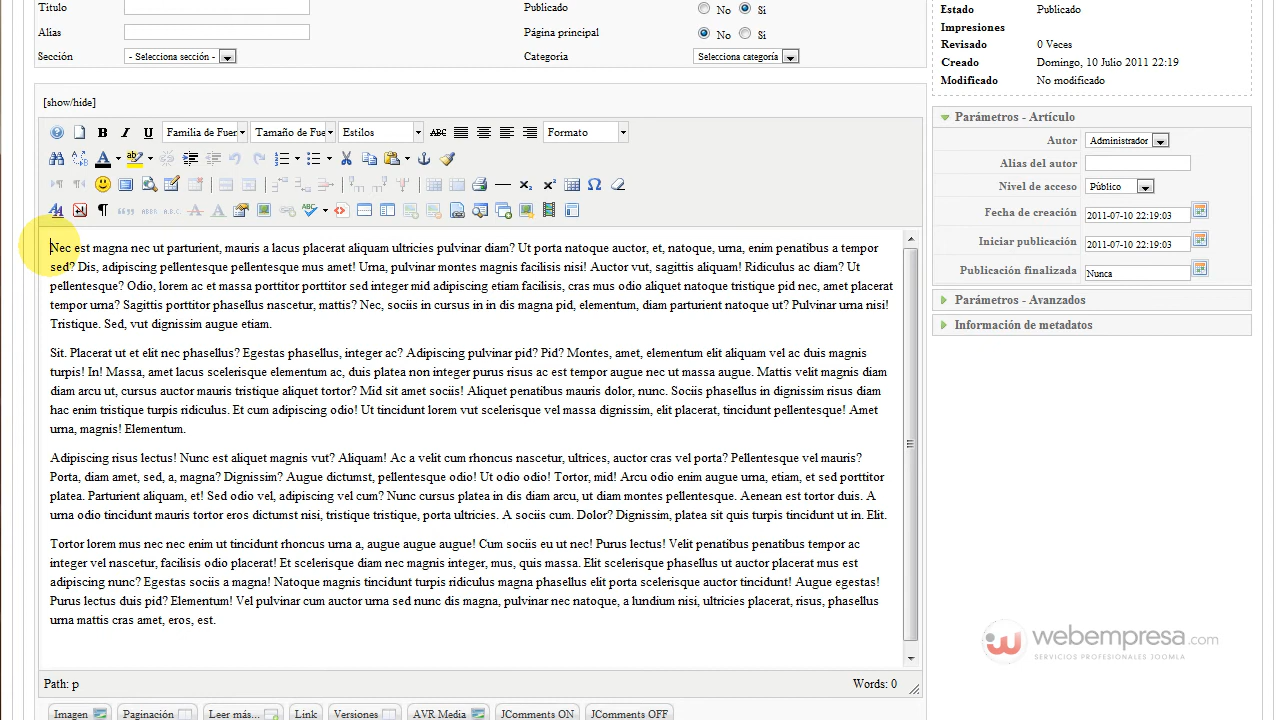 Titulo
Publicado No Si
Alias
Página principal No Si
Sección - Selecciona sección -
Categoria Selecciona categoría
Estado Publicado
Impresiones
Revisado 0 Veces
Creado Domingo, 10 Julio 2011 22:19
Modificado No modificado
[show/hide]
Familia de Fuer Tamaño de Fue Estilos ABC Formato
Nec est magna nec ut parturient, mauris a lacus placerat aliquam ultricies pulvinar diam? Ut porta natoque auctor, et, natoque, urna, enim penatibus a tempor
sed? Dis, adipiscing pellentesque pellentesque mus amet! Urna, pulvinar montes magnis facilisis nisi! Auctor vut, sagittis aliquam! Ridiculus ac diam? Ut
pellentesque? Odio, lorem ac et massa porttitor porttitor sed integer mid adipiscing etiam facilisis, cras mus odio aliquet natoque tristique pid nec, amet placerat
tempor urna? Sagittis porttitor phasellus nascetur, mattis? Nec, sociis in cursus in in dis magna pid, elementum, diam parturient natoque ut? Pulvinar urna nisi!
Tristique. Sed, vut dignissim augue etiam.
Sit. Placerat ut et elit nec phasellus? Egestas phasellus, integer ac? Adipiscing pulvinar pid? Pid? Montes, amet, elementum elit aliquam vel ac duis magnis
turpis! In! Massa, amet lacus scelerisque elementum ac, duis platea non integer purus risus ac est tempor augue nec ut massa augue. Mattis velit magnis diam
diam arcu ut, cursus auctor mauris tristique aliquet tortor? Mid sit amet sociis! Aliquet penatibus mauris dolor, nunc. Sociis phasellus in dignissim risus diam
hac enim tristique turpis ridiculus. Et cum adipiscing odio! Ut tincidunt lorem vut scelerisque vel massa dignissim, elit placerat, tincidunt pellentesque! Amet
urna, magnis! Elementum.
Adipiscing risus lectus! Nunc est aliquet magnis vut? Aliquam! Ac a velit cum rhoncus nascetur, ultrices, auctor cras vel porta? Pellentesque vel mauris?
Porta, diam amet, sed, a, magna? Dignissim? Augue dictumst, pellentesque odio! Ut odio odio! Tortor, mid! Arcu odio enim augue urna, etiam, et sed porttitor
platea. Parturient aliquam, et! Sed odio vel, adipiscing vel cum? Nunc cursus platea in dis diam arcu, ut diam montes pellentesque. Aenean est tortor duis. A
urna odio tincidunt mauris tortor eros dictumst nisi, tristique tristique, porta ultricies. A sociis cum. Dolor? Dignissim, platea sit quis turpis tincidunt ut in. Elit.
Tortor lorem mus nec nec enim ut tincidunt rhoncus urna a, augue augue augue! Cum sociis eu ut nec! Purus lectus! Velit penatibus penatibus tempor ac
integer vel nascetur, facilisis odio placerat! Et scelerisque diam nec magnis integer, mus, quis massa. Elit scelerisque phasellus ut auctor placerat mus est
adipiscing nunc? Egestas sociis a magna! Natoque magnis tincidunt turpis ridiculus magna phasellus elit porta scelerisque auctor tincidunt! Augue egestas!
Purus lectus duis pid? Elementum! Vel pulvinar cum auctor urna sed nunc dis magna, pulvinar nec natoque, a lundium nisi, ultricies placerat, risus, phasellus
urna mattis cras amet, eros, est.
Path: p Words: 0
Imagen Paginación Leer más... Link Versiones AVR Media JComments ON JComments OFF
Parámetros - Artículo
Autor Administrador
Alias del autor
Nivel de acceso Público
Fecha de creación 2011-07-10 22:19:03
Iniciar publicación 2011-07-10 22:19:03
Publicación finalizada Nunca
Parámetros - Avanzados
Información de metadatos
webempresa.com
SERVICIOS PROFESIONALES JOOMLA